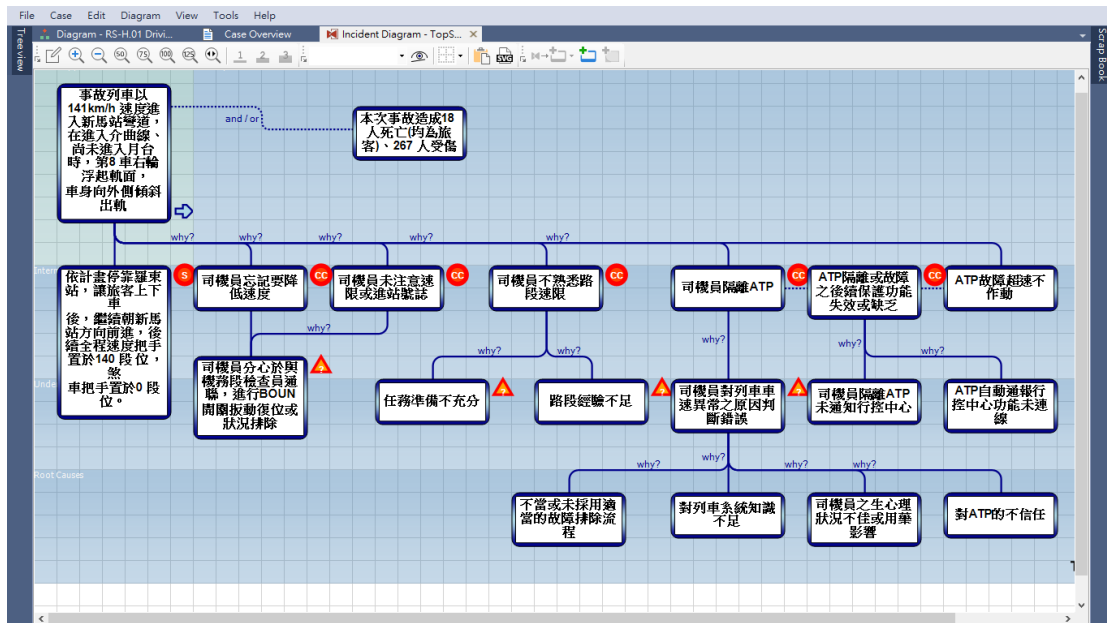 File Case Edit Diagram View Tools Help
Tree view
Diagram - RS-H.01 Drivi...
Case Overview
Incident Diagram - TopS...
Scrap Book
50 75 100 125
1 2 3
SVG
事故列車以
141km/h 速度進
入新馬站彎道，
在進入介曲線、
尚未進入月台
時，第8 車右輪
浮起軌面，
車身向外側傾斜
出軌
and / or
本次事故造成18
人死亡(均為旅
客)、267 人受傷
why?
why?
why?
why?
why?
why?
依計畫停靠羅東
站，讓旅客上下
車
後，繼續朝新馬
站方向前進，後
續全程速度把手
置於140 段 位，
煞
車把手置於0 段
位。
S
司機員忘記要降
低速度
CC
司機員未注意速
限或進站號誌
CC
司機員不熟悉路
段速限
CC
司機員隔離ATP
CC
ATP隔離或故障
之後續保護功能
失效或缺乏
CC
ATP故障超速不
作動
why?
why?
why?
why?
why?
why?
司機員分心於與
機務段檢查員通
聯，進行BOUN
開關扳動復位或
狀況排除
任務準備不充分
路段經驗不足
司機員對列車車
速異常之原因判
斷錯誤
司機員隔離ATP
未通知行控中心
ATP自動通報行
控中心功能未連
線
Root Causes
why?
why?
why?
why?
不當或未採用適
當的故障排除流
程
對列車系統知識
不足
司機員之生心理
狀況不佳或用藥
影響
對ATP的不信任